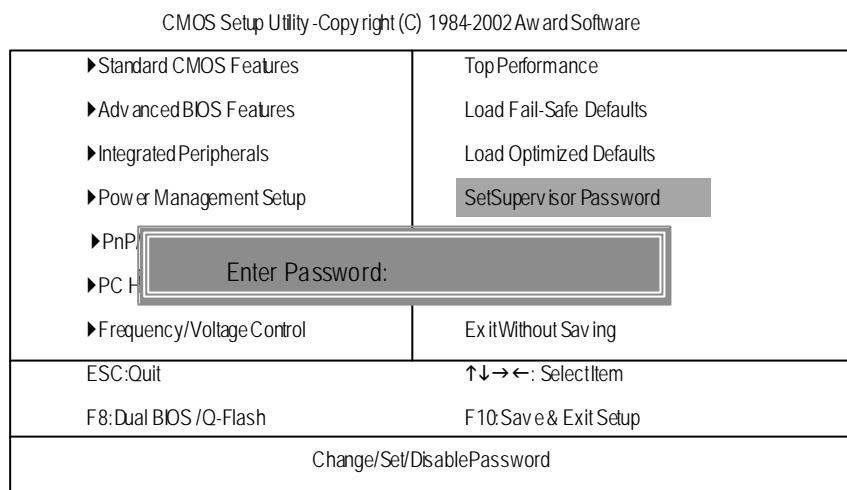 CMOS Setup Utility -Copyright (C) 1984-2002 Award Software
▶Standard CMOS Features
Top Performance
▶Advanced BIOS Features
Load Fail-Safe Defaults
▶Integrated Peripherals
Load Optimized Defaults
▶Power Management Setup
Set Supervisor Password
▶PnP/
▶PC H
Enter Password:
▶Frequency/Voltage Control
Exit Without Saving
ESC:Quit
↑↓→←: Select Item
F8:Dual BIOS /Q-Flash
F10:Save & Exit Setup
Change/Set/Disable Password